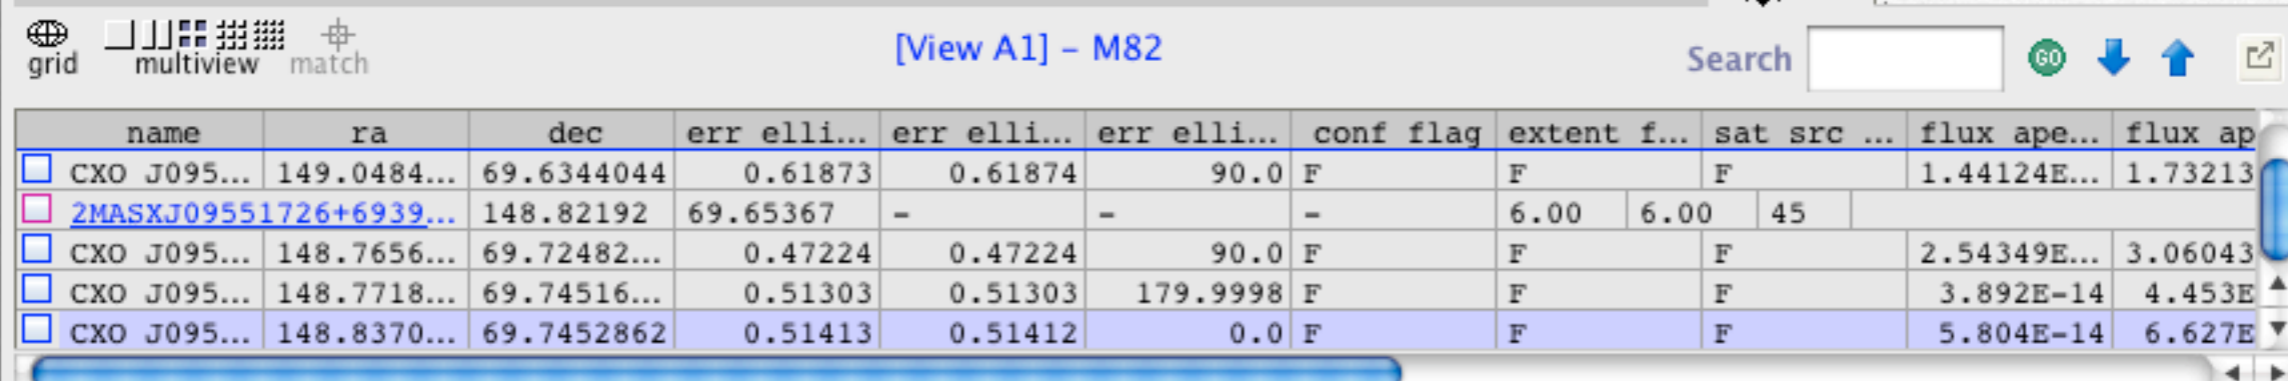 [View A1] – M82
Search GO
grid multiview match
name ra dec err elli... err elli... err elli... conf flag extent f... sat src ... flux ape... flux ap
CXO J095... 149.0484... 69.6344044 0.61873 0.61874 90.0 F F F 1.44124E... 1.73213
2MASXJ09551726+6939... 148.82192 69.65367 – – – 6.00 6.00 45
CXO J095... 148.7656... 69.72482... 0.47224 0.47224 90.0 F F F 2.54349E... 3.06043
CXO J095... 148.7718... 69.74516... 0.51303 0.51303 179.9998 F F F 3.892E-14 4.453E
CXO J095... 148.8370... 69.7452862 0.51413 0.51412 0.0 F F F 5.804E-14 6.627E